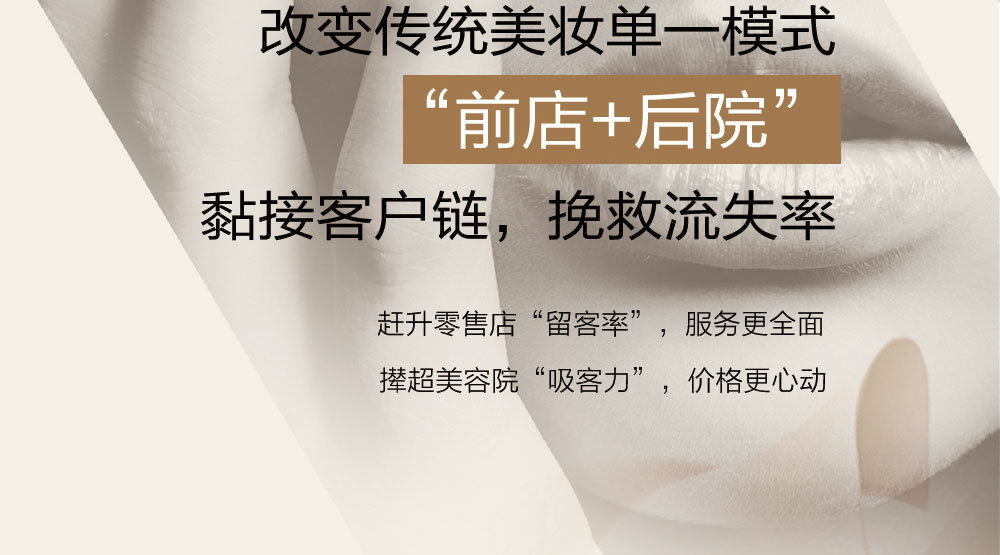 改变传统美妆单一模式
“前店+后院”
黏接客户链，挽救流失率
赶升零售店“留客率”，服务更全面
撵超美容院“吸客力”，价格更心动